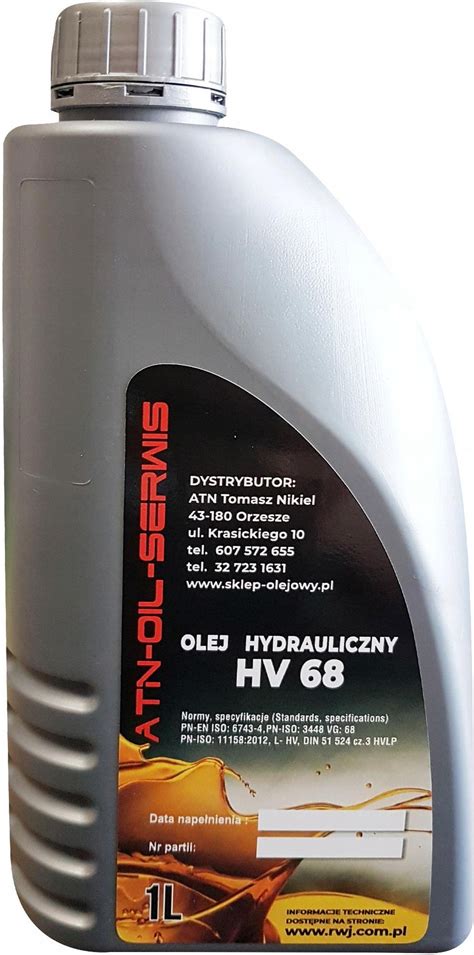 ATN-OIL-SERWIS
DYSTRYBUTOR:
ATN Tomasz Nikiel
43-180 Orzesze
ul. Krasickiego 10
tel. 607 572 655
tel. 32 723 1631
www.sklep-olejowy.pl
OLEJ HYDRAULICZNY
HV 68
Normy, specyfikacje (Standards, specifications)
PN-EN ISO: 6743-4,PN-ISO: 3448 VG: 68
PN-ISO: 11158:2012, L- HV, DIN 51 524 cz.3 HVLP
Data napełnienia :
Nr partii:
1L
INFORMACJE TECHNICZNE
DOSTĘPNE NA STRONIE:
www.rwj.com.pl